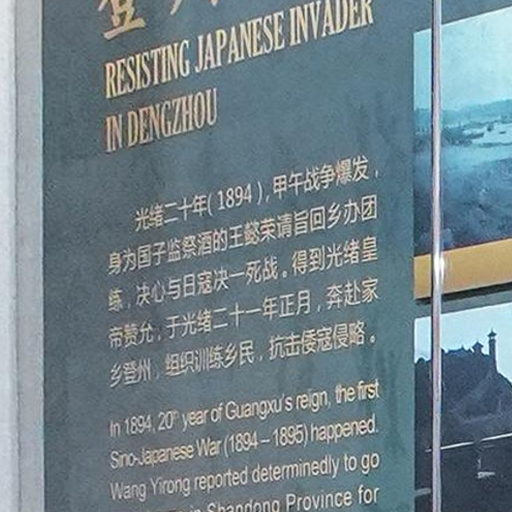 RESISTING JAPANESE INVADER
IN DENGZHOU
光绪二十年(1894),甲午战争爆发,
身为国子监祭酒的王懿荣请旨回乡办团
练,决心与日寇决一死战。得到光绪皇
帝赞允,于光绪二十一年正月,奔赴家
乡登州,组织训练乡民,抗击倭寇侵略。
In 1894, 20th year of Guangxu's reign, the first
Sino-Japanese War (1894 – 1895) happened.
Wang Yirong reported determinedly to go
in Shandong Province for